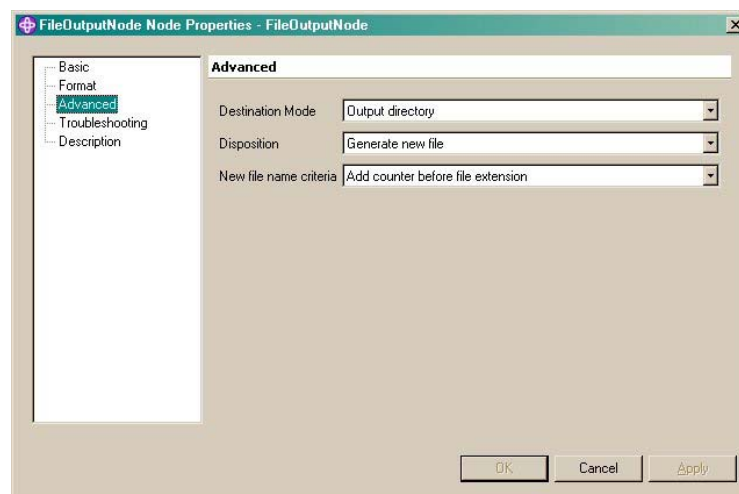 FileOutputNode Node Properties - FileOutputNode
Basic
Format
Advanced
Troubleshooting
Description
Advanced
Destination Mode Output directory
Disposition Generate new file
New file name criteria Add counter before file extension
OK Cancel Apply